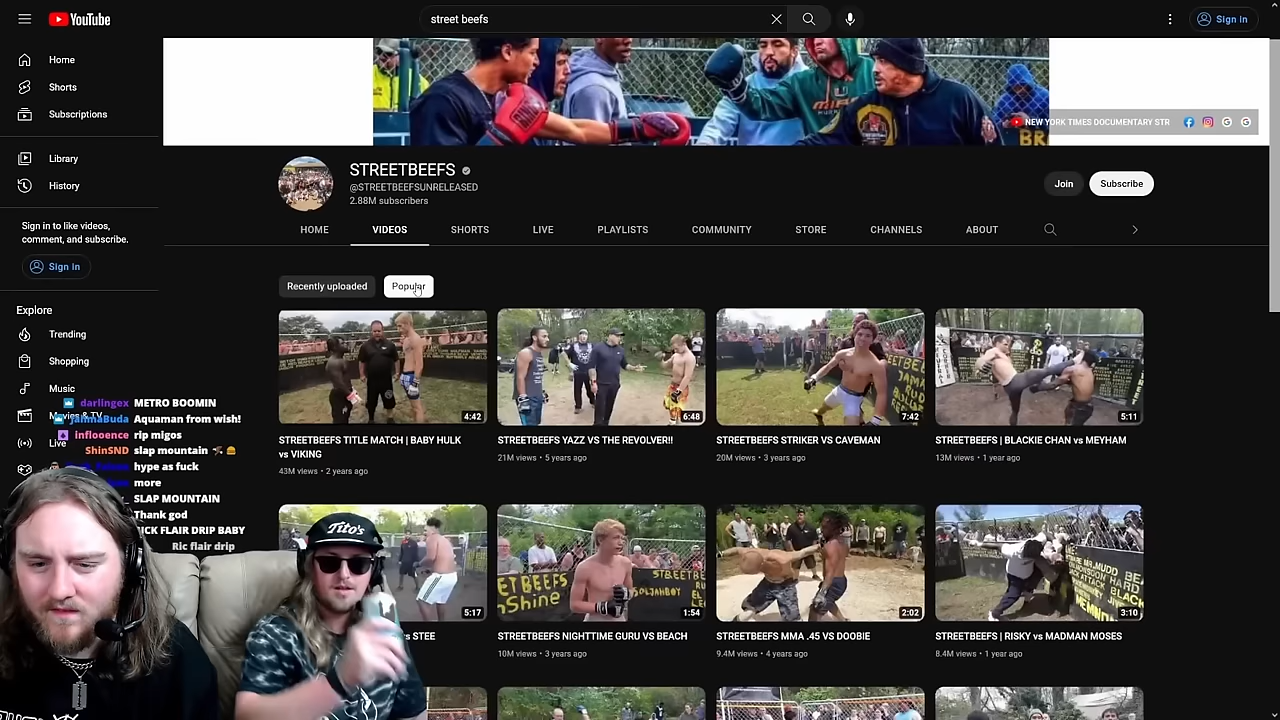 YouTube
street beefs
Sign in
Home
Shorts
Subscriptions
Library
History
Sign in to like videos,
comment, and subscribe.
Sign in
Explore
Trending
Shopping
Music
Live
NEW YORK TIMES DOCUMENTARY STR
STREETBEEFS
@STREETBEEFSUNRELEASED
2.88M subscribers
Join
Subscribe
HOME
VIDEOS
SHORTS
LIVE
PLAYLISTS
COMMUNITY
STORE
CHANNELS
ABOUT
Recently uploaded
Popular
4:42
6:48
7:42
5:11
STREETBEEFS TITLE MATCH | BABY HULK
vs VIKING
43M views • 2 years ago
STREETBEEFS YAZZ VS THE REVOLVER!!
21M views • 5 years ago
STREETBEEFS STRIKER VS CAVEMAN
20M views • 3 years ago
STREETBEEFS | BLACKIE CHAN vs MEYHAM
13M views • 1 year ago
5:17
1:54
2:02
3:10
vs STEE
STREETBEEFS NIGHTTIME GURU VS BEACH
10M views • 3 years ago
STREETBEEFS MMA .45 VS DOOBIE
9.4M views • 4 years ago
STREETBEEFS | RISKY vs MADMAN MOSES
8.4M views • 1 year ago
darlingex METRO BOOMIN
Aquaman from wish!
inflooence rip migos
ShinSND slap mountain
hype as fuck
more
SLAP MOUNTAIN
Thank god
RICK FLAIR DRIP BABY
Ric flair drip
Tito's